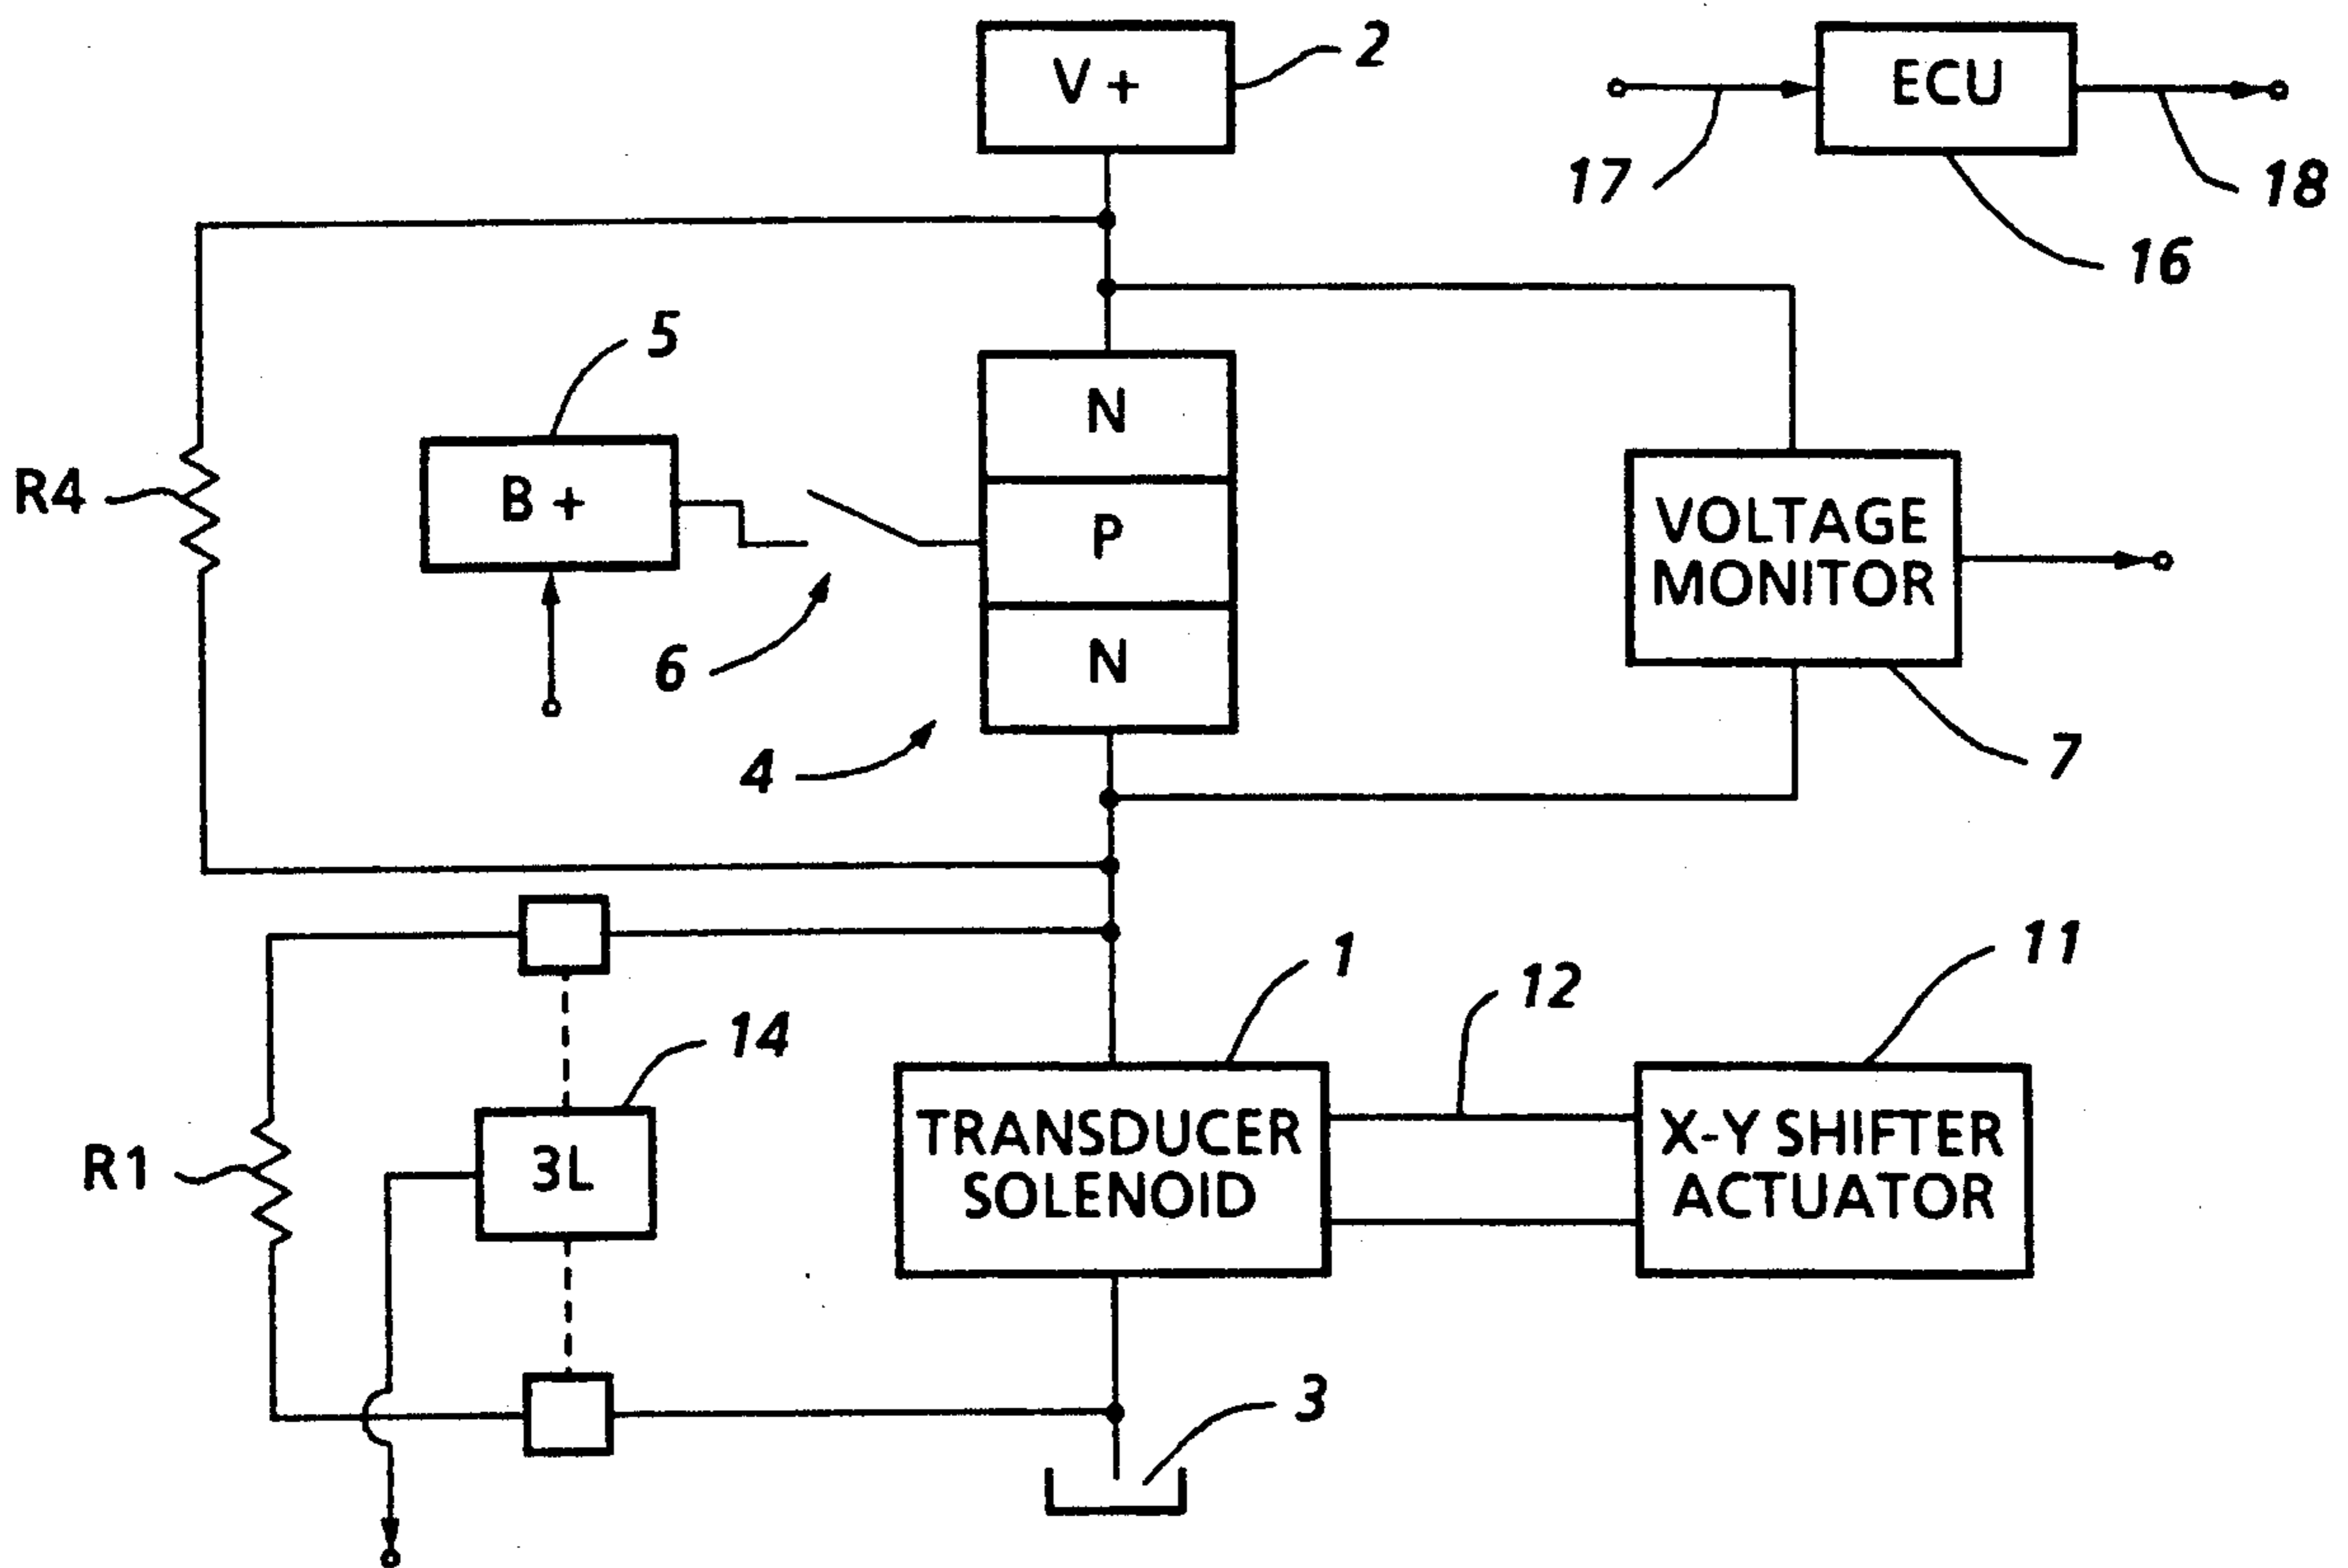 V +
2
ECU
17
18
16
5
N
R4
B +
P
VOLTAGE
MONITOR
6
N
4
7
1
12
11
14
TRANSDUCER
SOLENOID
X-Y SHIFTER
ACTUATOR
R1
3L
3